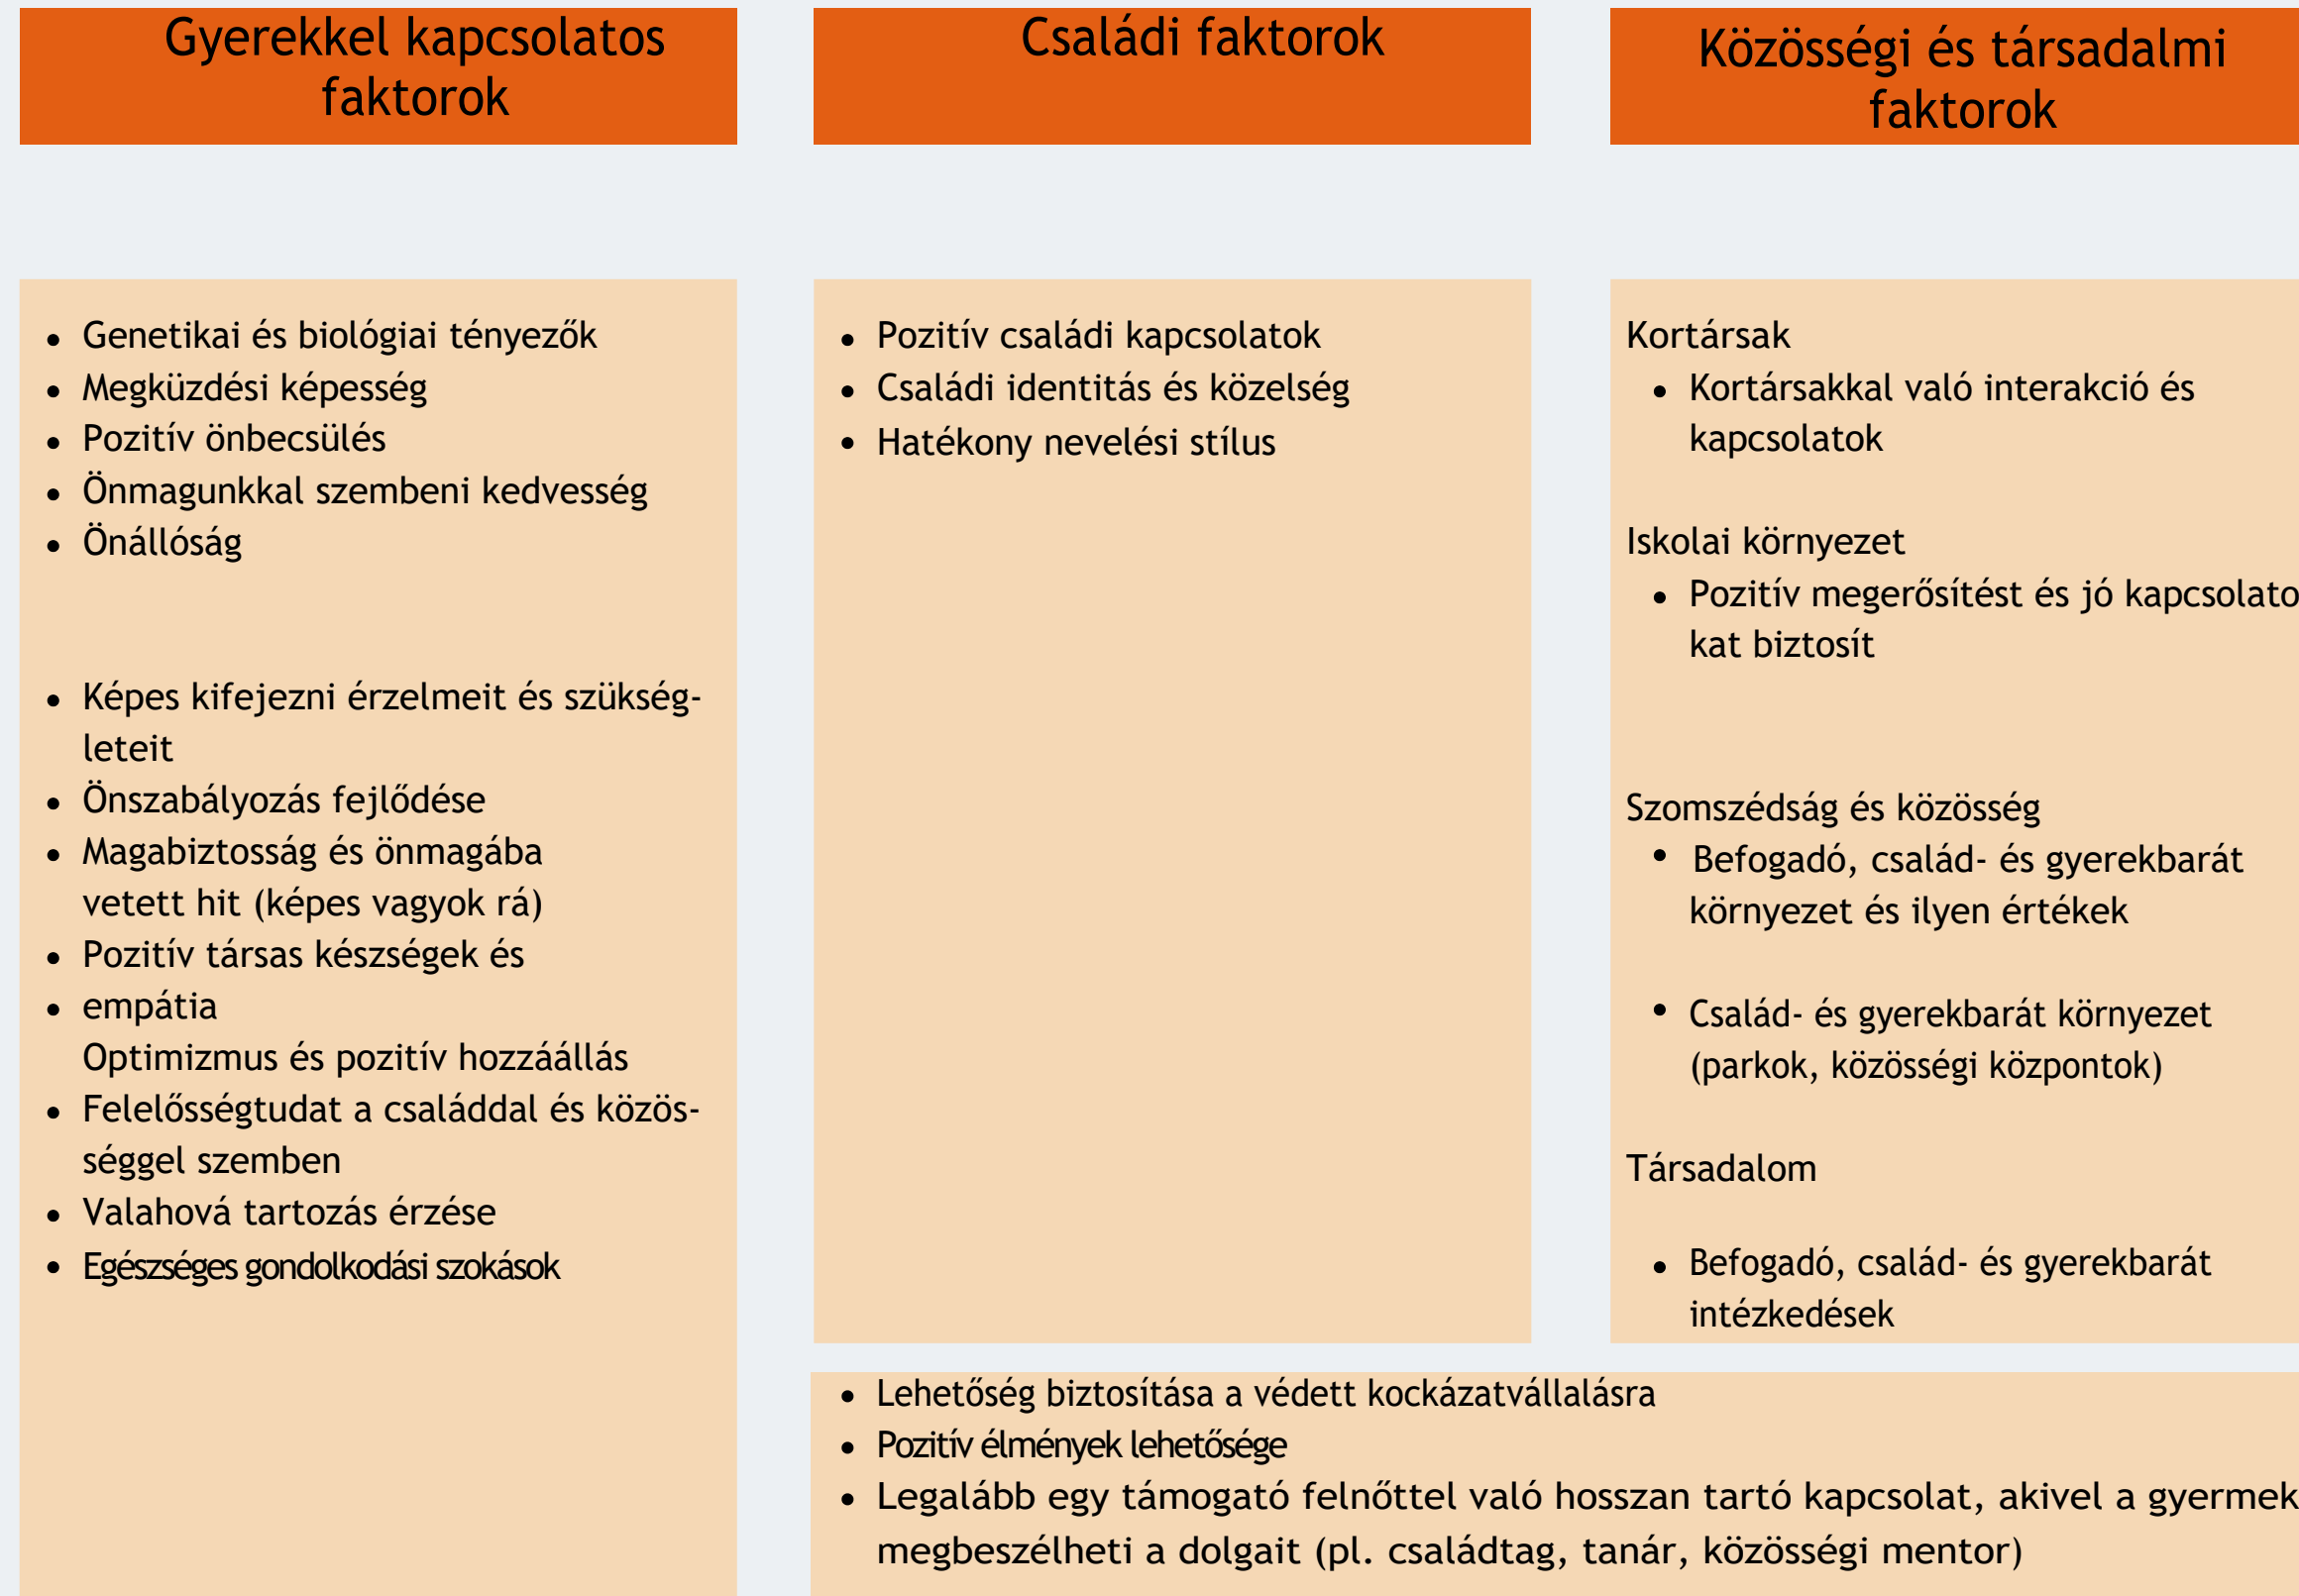 Gyerekkel kapcsolatos
faktorok
Családi faktorok
Közösségi és társadalmi
faktorok
• Genetikai és biológiai tényezők
• Megküzdési képesség
• Pozitív önbecsülés
• Önmagunkkal szembeni kedvesség
• Önállóság
• Képes kifejezni érzelmeit és szükség-
leteit
• Önszabályozás fejlődése
• Magabiztosság és önmagába
vetett hit (képes vagyok rá)
• Pozitív társas készségek és
• empátia
Optimizmus és pozitív hozzáállás
• Felelősségtudat a családdal és közös-
séggel szemben
• Valahová tartozás érzése
• Egészséges gondolkodási szokások
• Pozitív családi kapcsolatok
• Családi identitás és közelség
• Hatékony nevelési stílus
Kortársak
• Kortársakkal való interakció és
kapcsolatok
Iskolai környezet
• Pozitív megerősítést és jó kapcsolato
kat biztosít
Szomszédság és közösség
• Befogadó, család- és gyerekbarát
környezet és ilyen értékek
• Család- és gyerekbarát környezet
(parkok, közösségi központok)
Társadalom
• Befogadó, család- és gyerekbarát
intézkedések
• Lehetőség biztosítása a védett kockázatvállalásra
• Pozitív élmények lehetősége
• Legalább egy támogató felnőttel való hosszan tartó kapcsolat, akivel a gyermek
megbeszélheti a dolgait (pl. családtag, tanár, közösségi mentor)